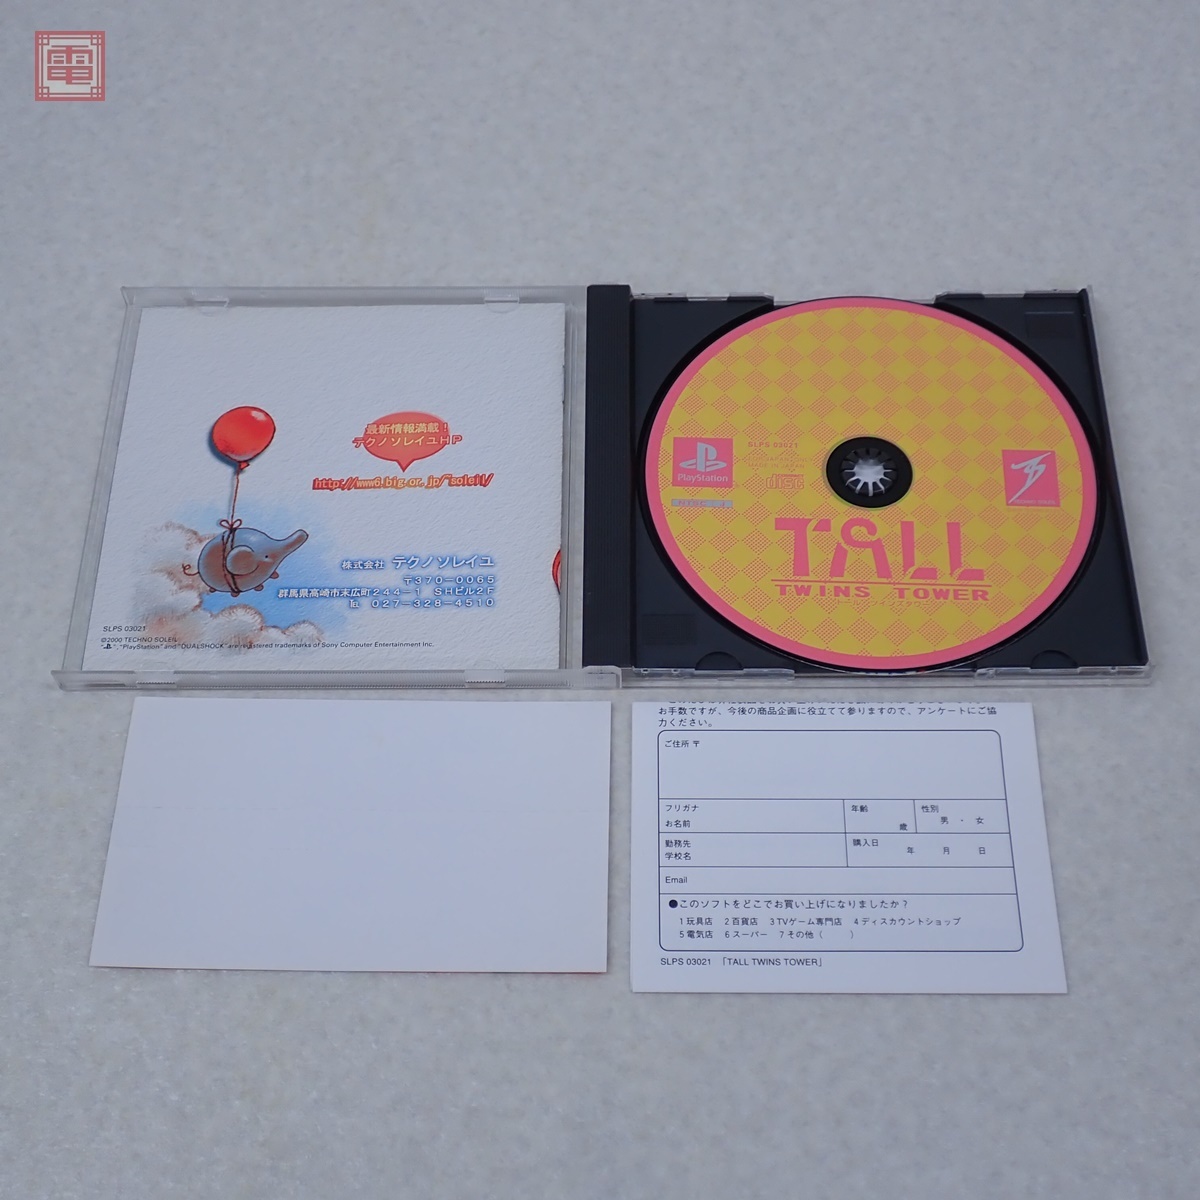 電
最新情報満載！
テクノソレイユHP
http://www6.big.or.jp/~soleil/
株式会社 テクノソレイユ
〒370-0065
群馬県高崎市末広町244-1 SHビル2F
℡ 027-328-4510
SLPS 03021
©2000 TECHNO SOLEIL
"PlayStation" and "DUALSHOCK" are registered trademarks of Sony Computer Entertainment Inc.
PlayStation
SLPS 03021
MADE IN JAPAN
disc
TALL
TWINS TOWER
お手数ですが、今後の商品企画に役立てて参りますので、アンケートにご協
力ください。
ご住所 〒
フリガナ
お名前
年齢
歳
性別
男 ・ 女
勤務先
学校名
購入日
年 月 日
Email
●このソフトをどこでお買い上げになりましたか？
1 玩具店 2 百貨店 3 TVゲーム専門店 4 ディスカウントショップ
5 電気店 6 スーパー 7 その他（ ）
SLPS 03021 「TALL TWINS TOWER」